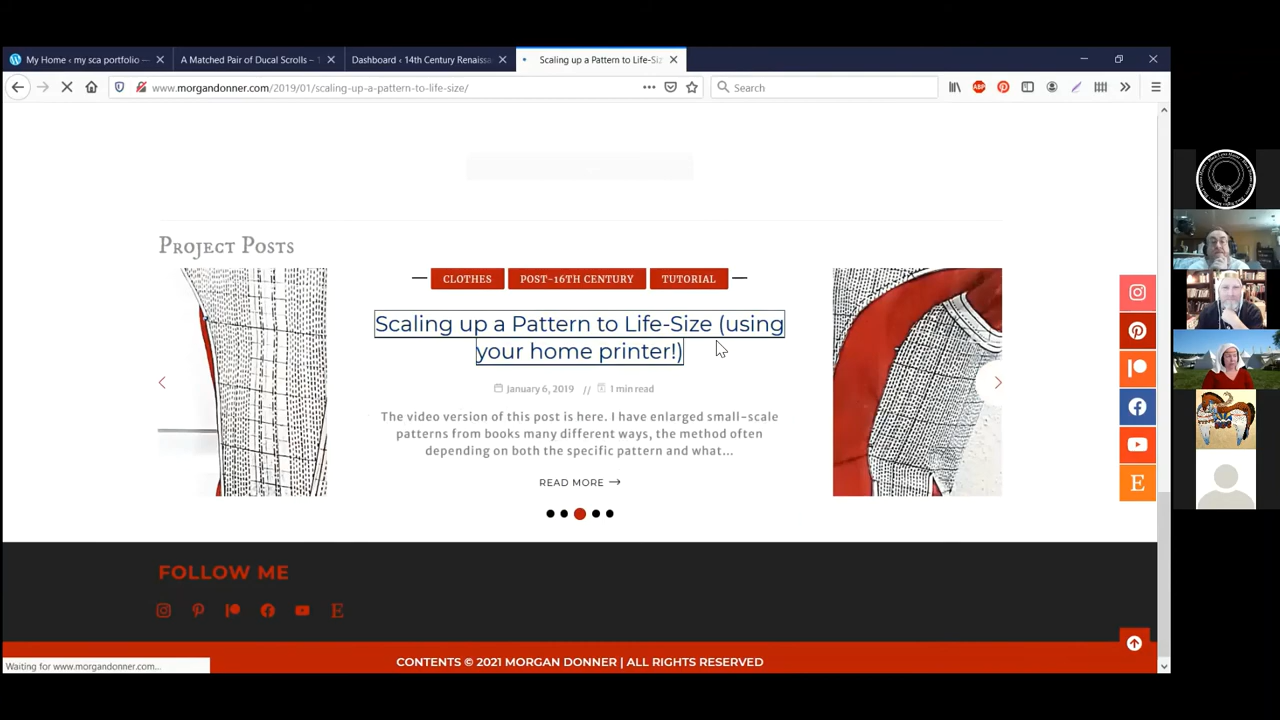 My Home ‹ my sca portfolio —
A Matched Pair of Ducal Scrolls – 1
Dashboard ‹ 14th Century Renaissa
Scaling up a Pattern to Life-Siz
www.morgandonner.com/2019/01/scaling-up-a-pattern-to-life-size/
Search
ABP
Project Posts
CLOTHES
POST-16TH CENTURY
TUTORIAL
Scaling up a Pattern to Life-Size (using
your home printer!)
January 6, 2019 // 1 min read
The video version of this post is here. I have enlarged small-scale
patterns from books many different ways, the method often
depending on both the specific pattern and what...
READ MORE
FOLLOW ME
Waiting for www.morgandonner.com...
CONTENTS © 2021 MORGAN DONNER | ALL RIGHTS RESERVED